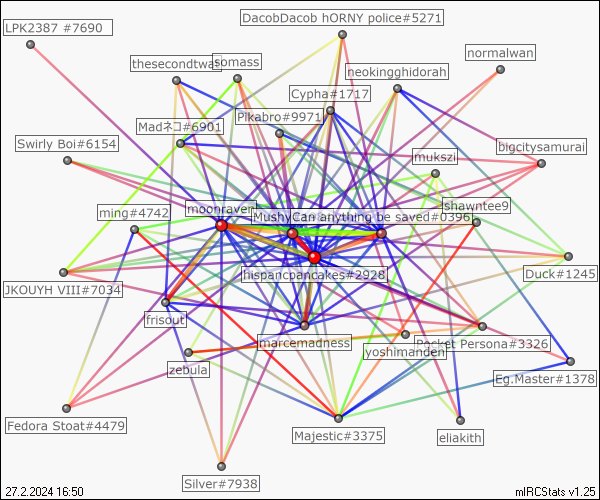 DacobDacob hORNY police#5271
LPK2387 #7690
normalwan
thesecondtwa
somass
neokingghidorah
Cypha#1717
Pikabro#9971
Madネコ#6901
Swirly Boi#6154
bigcitysamurai
mukszi
shawntee9
ming#4742
moonraven
Mushy
Can anything be saved#0396
hispanicpancakes#2928
Duck#1245
JKOUYH VIII#7034
frisout
marcemadness
Pocket Persona#3326
yoshimanden
zebula
Eg.Master#1378
Fedora Stoat#4479
Majestic#3375
eliakith
Silver#7938
27.2.2024 16:50
mIRCStats v1.25